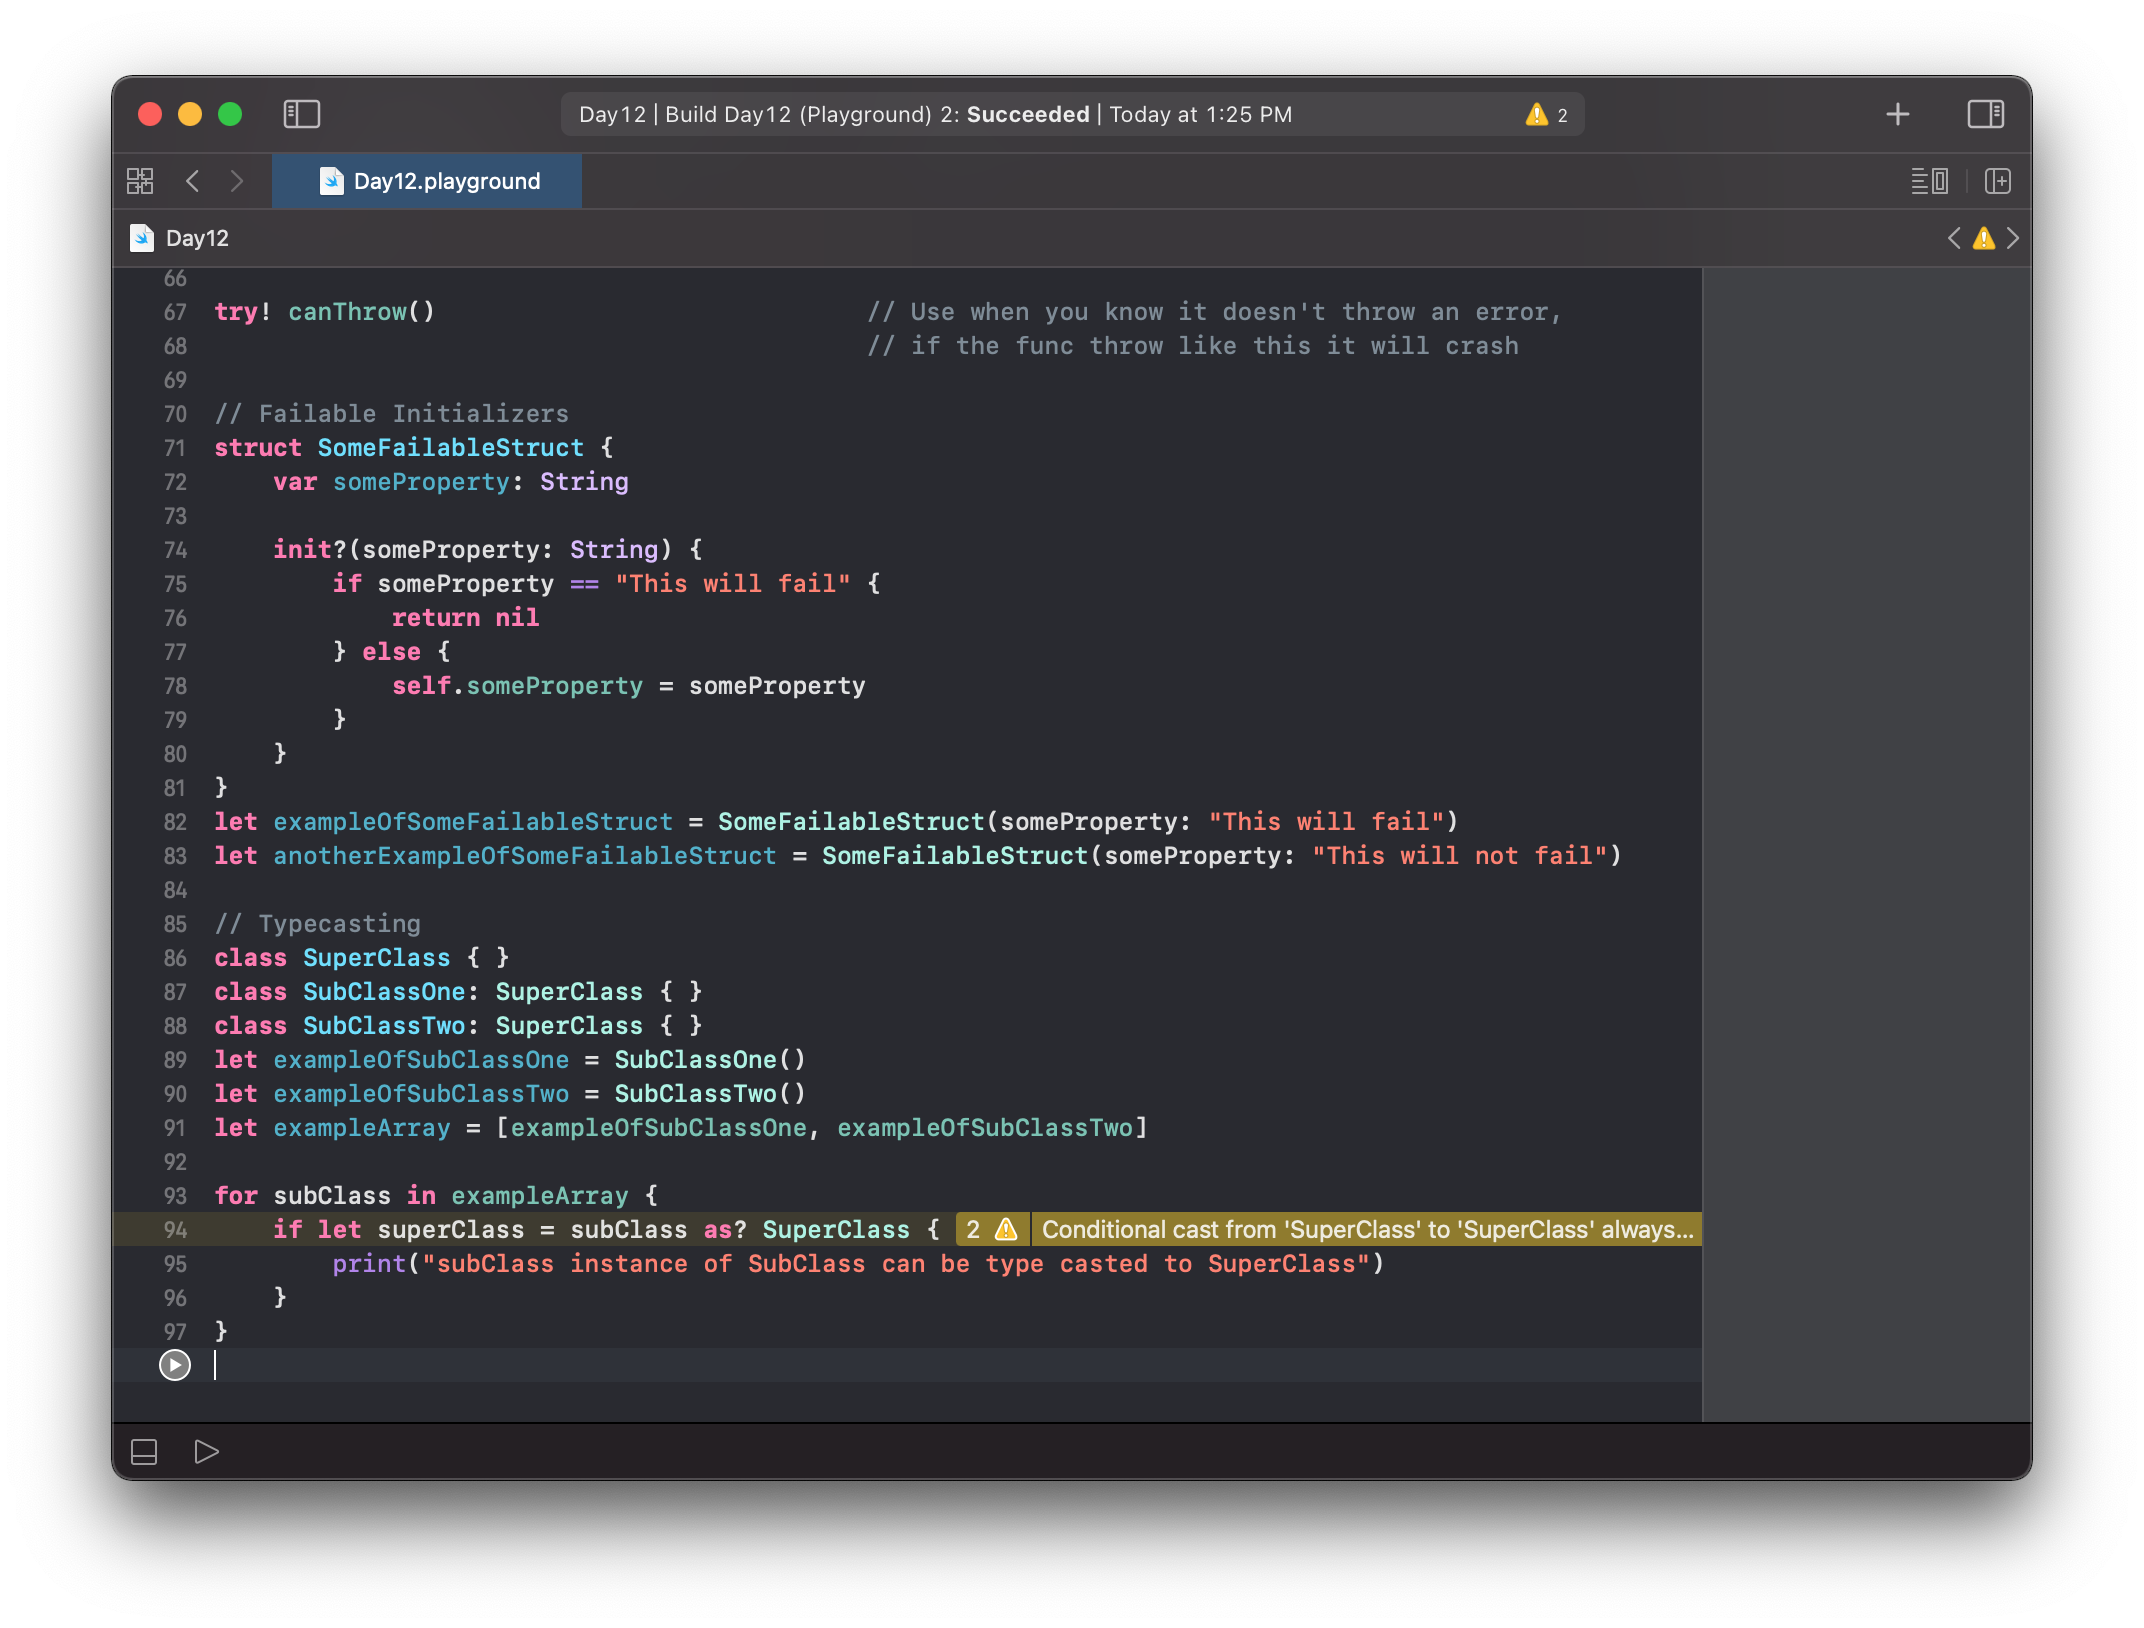 Day12 | Build Day12 (Playground) 2: Succeeded | Today at 1:25 PM 2
Day12.playground
Day12
66
67 try! canThrow() // Use when you know it doesn't throw an error,
68 // if the func throw like this it will crash
69
70 // Failable Initializers
71 struct SomeFailableStruct {
72 var someProperty: String
73
74 init?(someProperty: String) {
75 if someProperty == "This will fail" {
76 return nil
77 } else {
78 self.someProperty = someProperty
79 }
80 }
81 }
82 let exampleOfSomeFailableStruct = SomeFailableStruct(someProperty: "This will fail")
83 let anotherExampleOfSomeFailableStruct = SomeFailableStruct(someProperty: "This will not fail")
84
85 // Typecasting
86 class SuperClass { }
87 class SubClassOne: SuperClass { }
88 class SubClassTwo: SuperClass { }
89 let exampleOfSubClassOne = SubClassOne()
90 let exampleOfSubClassTwo = SubClassTwo()
91 let exampleArray = [exampleOfSubClassOne, exampleOfSubClassTwo]
92
93 for subClass in exampleArray {
94 if let superClass = subClass as? SuperClass { 2 Conditional cast from 'SuperClass' to 'SuperClass' always...
95 print("subClass instance of SubClass can be type casted to SuperClass")
96 }
97 }